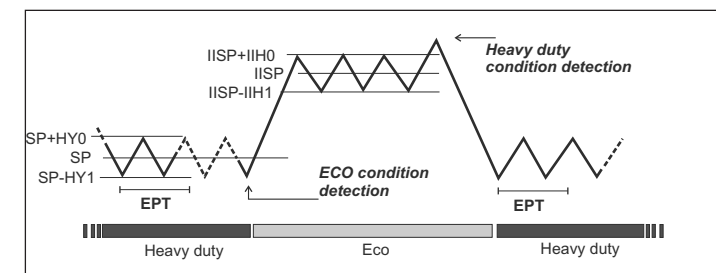 IISP+IIH0
IISP
IISP-IIH1
Heavy duty
condition detection
SP+HY0
SP
SP-HY1
ECO condition
detection
EPT
EPT
Heavy duty
Eco
Heavy duty